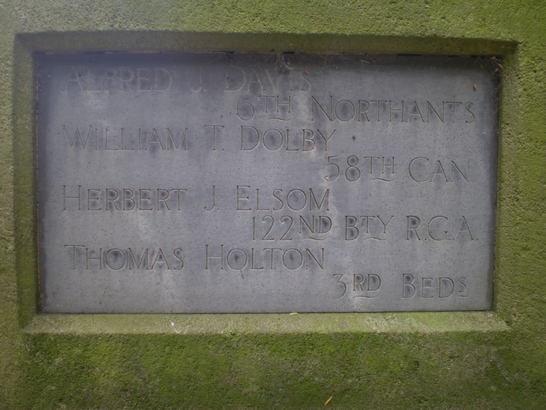 ALFRED J. DAVIS
6TH NORTHANTS
WILLIAM T. DOLBY
58TH CAN
HERBERT J. ELSOM
122ND BTY R.G.A.
THOMAS HOLTON
3RD BEDS